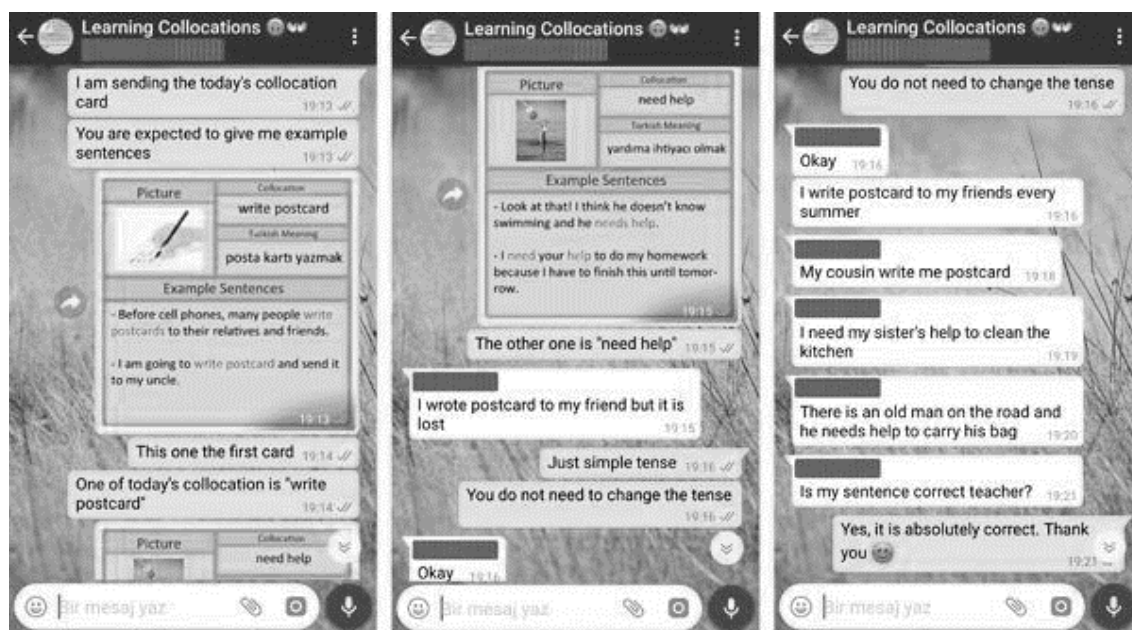 Learning Collocations
I am sending the today's collocation
card
19:13
You are expected to give me example
sentences
19:13
Picture
Collocation
write postcard
Turkish Meaning
posta kartı yazmak
Example Sentences
- Before cell phones, many people write
postcards to their relatives and friends.
- I am going to write postcard and send it
to my uncle.
19:13
This one the first card 19:14
One of today's collocation is "write
postcard"
19:14
Picture
Collocation
need help
Bir mesaj yaz
Learning Collocations
Picture
Collocation
need help
Turkish Meaning
yardıma ihtiyacı olmak
Example Sentences
- Look at that! I think he doesn't know
swimming and he needs help.
- I need your help to do my homework
because I have to finish this until tomor-
row.
19:15
The other one is "need help" 19:15
I wrote postcard to my friend but it is
lost
19:15
Just simple tense 19:16
You do not need to change the tense
19:16
Okay 19:16
Bir mesaj yaz
Learning Collocations
You do not need to change the tense
19:16
Okay 19:16
I write postcard to my friends every
summer
19:16
My cousin write me postcard 19:18
I need my sister's help to clean the
kitchen
19:19
There is an old man on the road and
he needs help to carry his bag 19:20
Is my sentence correct teacher? 19:21
Yes, it is absolutely correct. Thank
you
19:21
Bir mesaj yaz